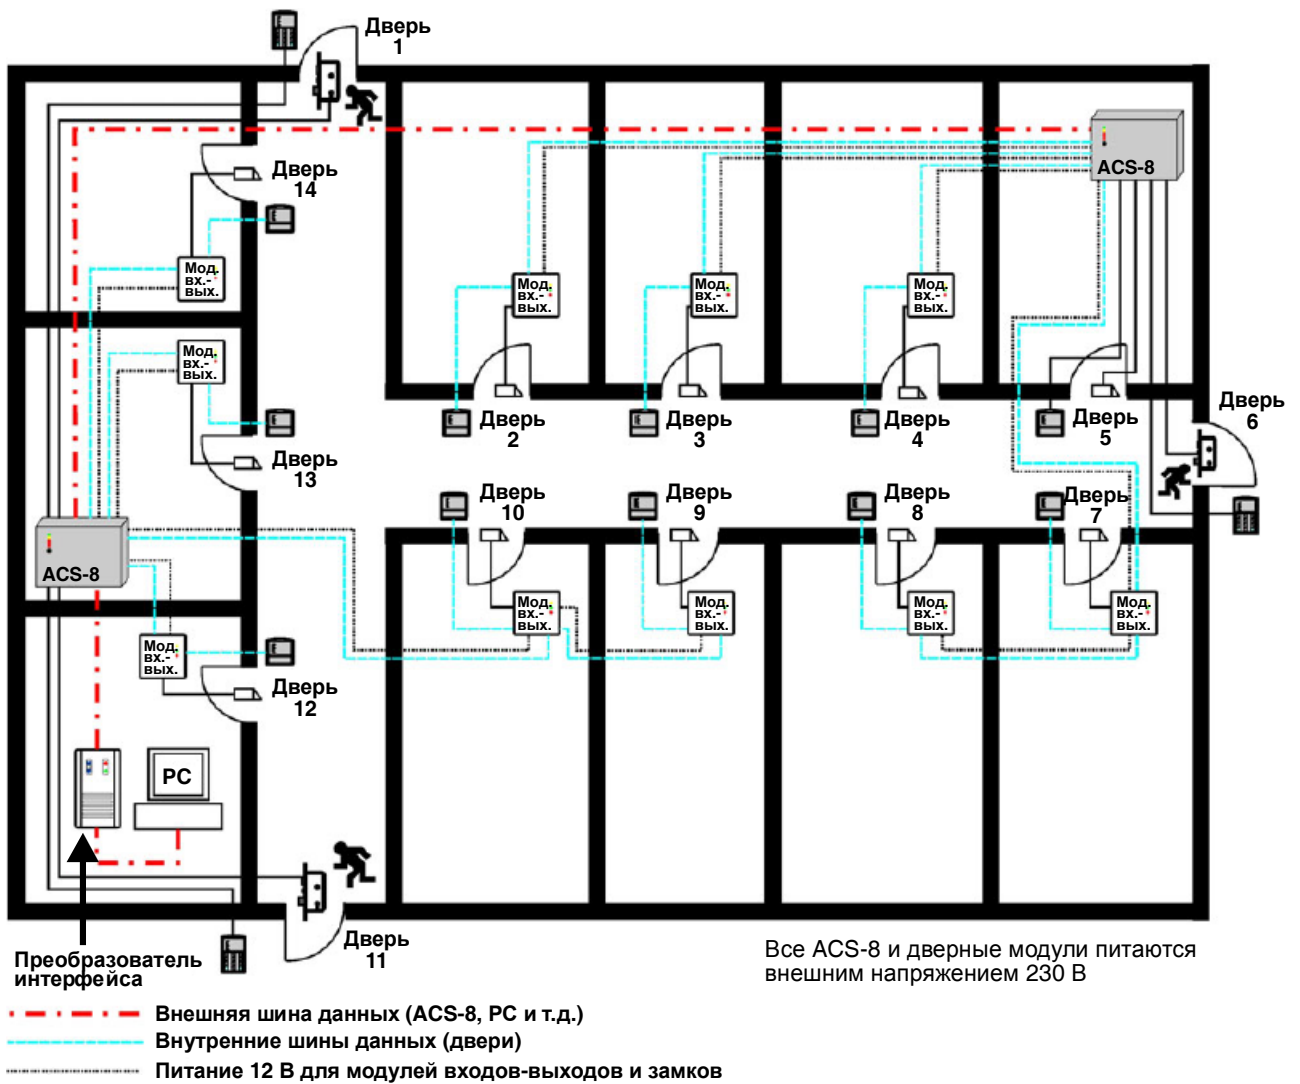 Дверь
1
Дверь
14
ACS-8
Мод.
вх.-
вых.
Мод.
вх.-
вых.
Мод.
вх.-
вых.
Мод.
вх.-
вых.
Мод.
вх.-
вых.
Дверь
2
Дверь
3
Дверь
4
Дверь
5
Дверь
6
Дверь
13
Дверь
10
Дверь
9
Дверь
8
Дверь
7
ACS-8
Мод.
вх.-
вых.
Мод.
вх.-
вых.
Мод.
вх.-
вых.
Мод.
вх.-
вых.
Мод.
вх.-
вых.
Дверь
12
PC
Дверь
11
Преобразователь
интерфейса
Все ACS-8 и дверные модули питаются
внешним напряжением 230 В
Внешняя шина данных (ACS-8, PC и т.д.)
Внутренние шины данных (двери)
Питание 12 В для модулей входов-выходов и замков